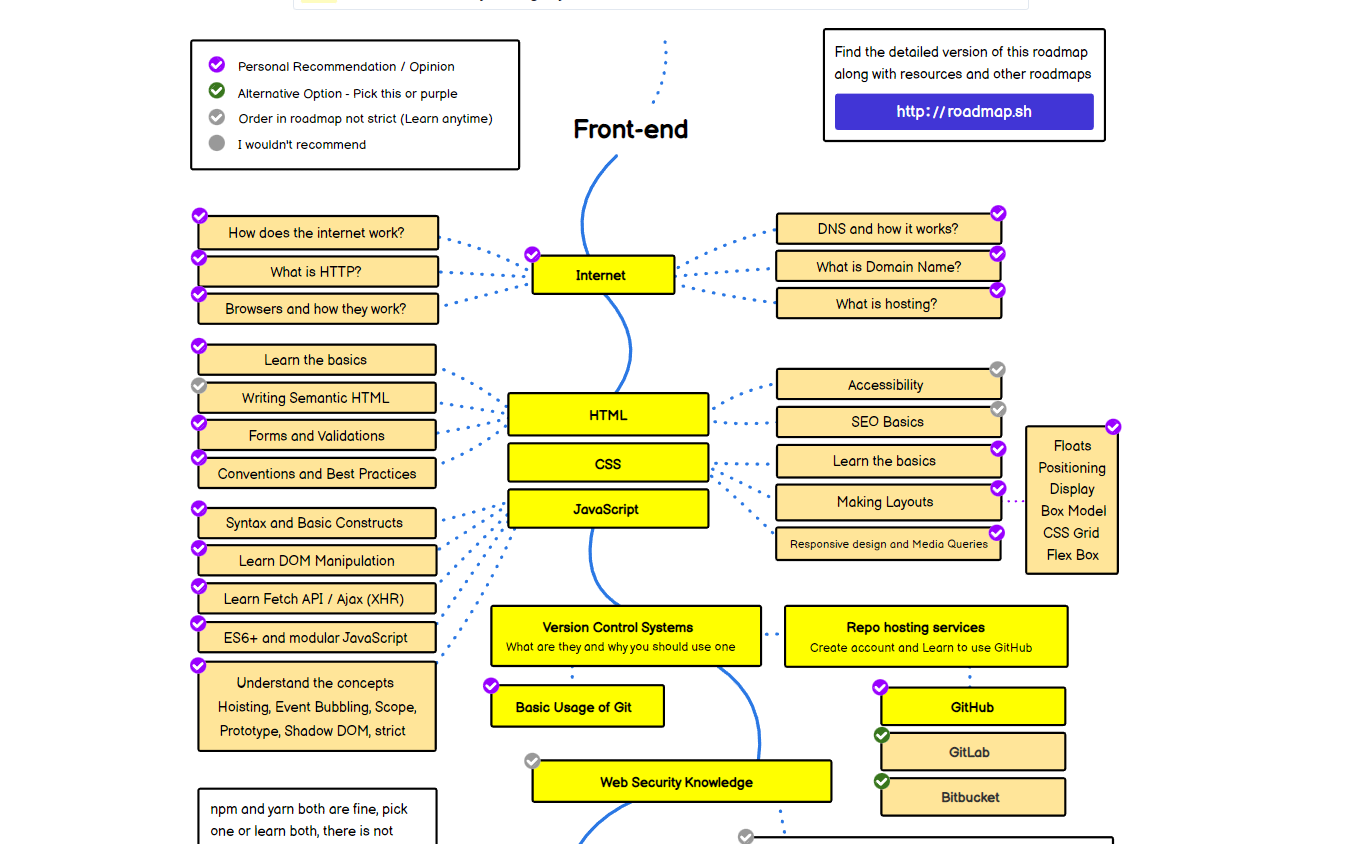 Personal Recommendation / Opinion
Alternative Option - Pick this or purple
Order in roadmap not strict (Learn anytime)
I wouldn't recommend
Find the detailed version of this roadmap
along with resources and other roadmaps
http://roadmap.sh
Front-end
How does the internet work?
What is HTTP?
Browsers and how they work?
Internet
DNS and how it works?
What is Domain Name?
What is hosting?
Learn the basics
Writing Semantic HTML
Forms and Validations
Conventions and Best Practices
HTML
CSS
JavaScript
Accessibility
SEO Basics
Learn the basics
Making Layouts
Responsive design and Media Queries
Floats
Positioning
Display
Box Model
CSS Grid
Flex Box
Syntax and Basic Constructs
Learn DOM Manipulation
Learn Fetch API / Ajax (XHR)
ES6+ and modular JavaScript
Understand the concepts
Hoisting, Event Bubbling, Scope,
Prototype, Shadow DOM, strict
Version Control Systems
What are they and why you should use one
Repo hosting services
Create account and Learn to use GitHub
Basic Usage of Git
GitHub
GitLab
Bitbucket
Web Security Knowledge
npm and yarn both are fine, pick
one or learn both, there is not